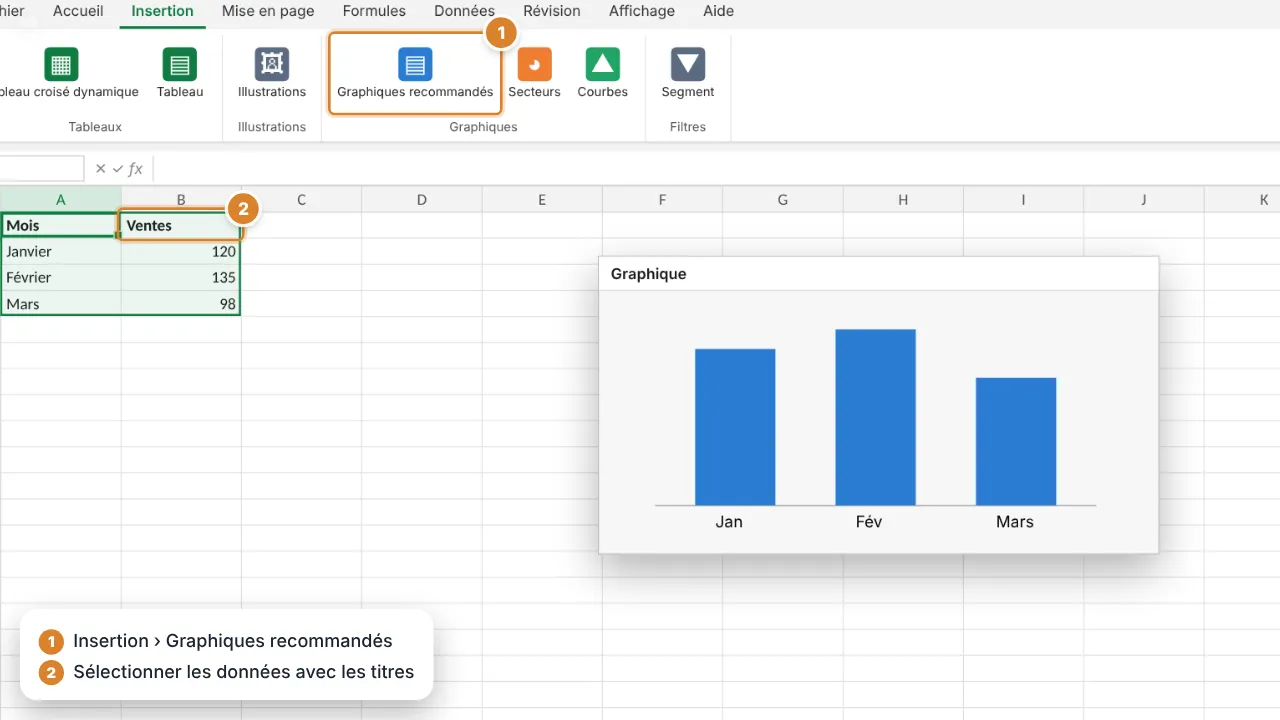 hier Accueil Insertion Mise en page Formules Données Révision Affichage Aide
1
bleau croisé dynamique Tableau Illustrations Graphiques recommandés Secteurs Courbes Segment
Tableaux Illustrations Graphiques Filtres
fx
A B C D E F G H I J K
2
Mois Ventes
Janvier 120
Février 135
Mars 98
Graphique
Jan Fév Mars
1 Insertion › Graphiques recommandés
2 Sélectionner les données avec les titres